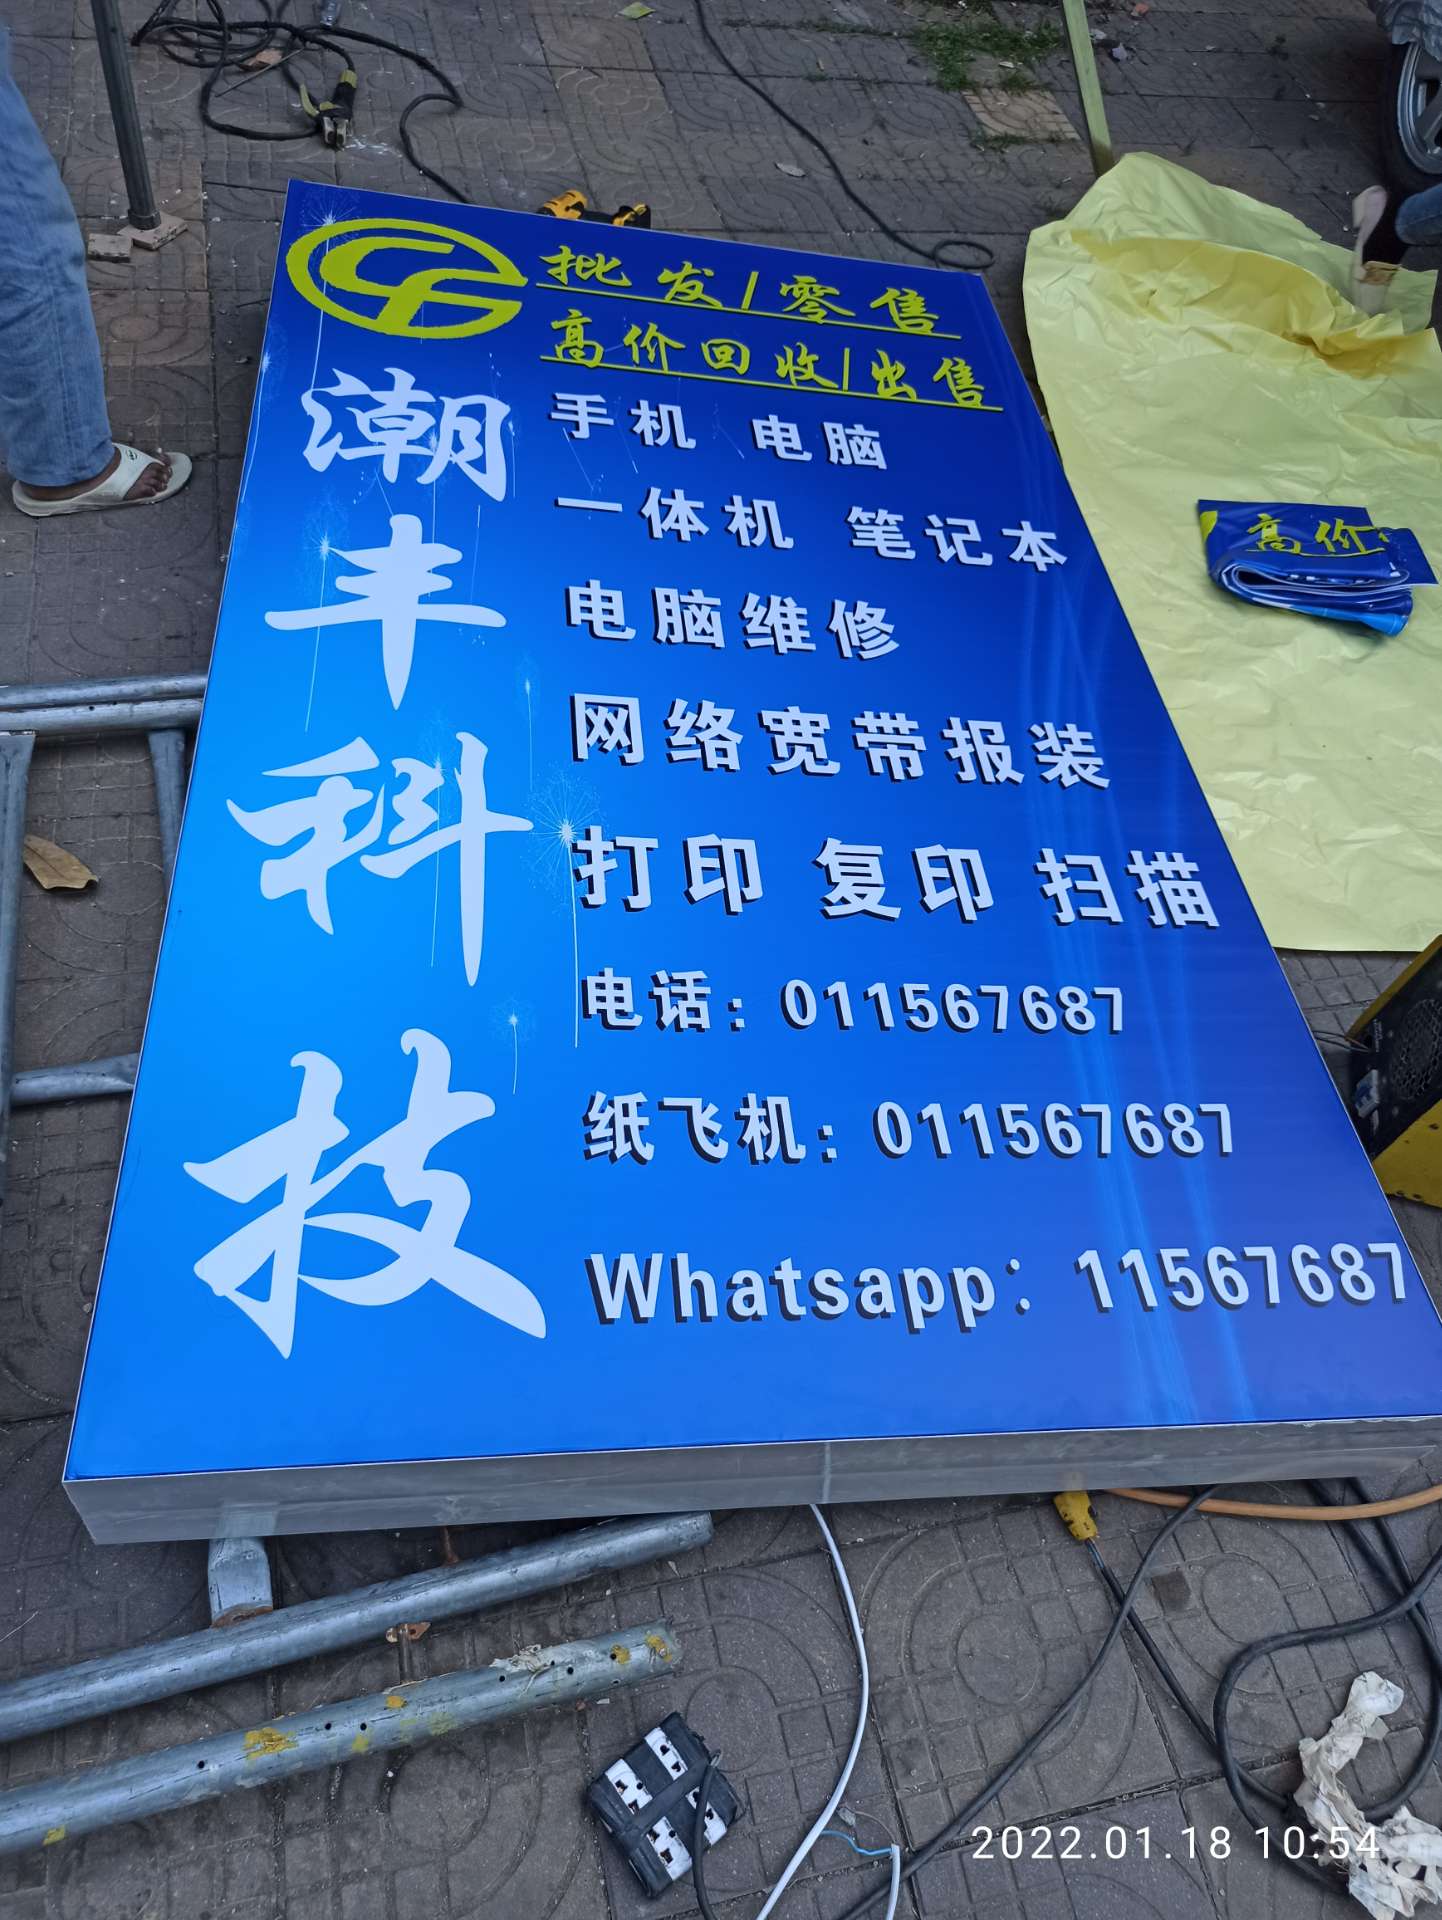 批发/零售
高价回收/出售
潮丰科技
手机 电脑
一体机 笔记本
电脑维修
网络宽带报装
打印 复印 扫描
电话：011567687
纸飞机：011567687
Whatsapp：11567687
高价
2022.01.18 10:54